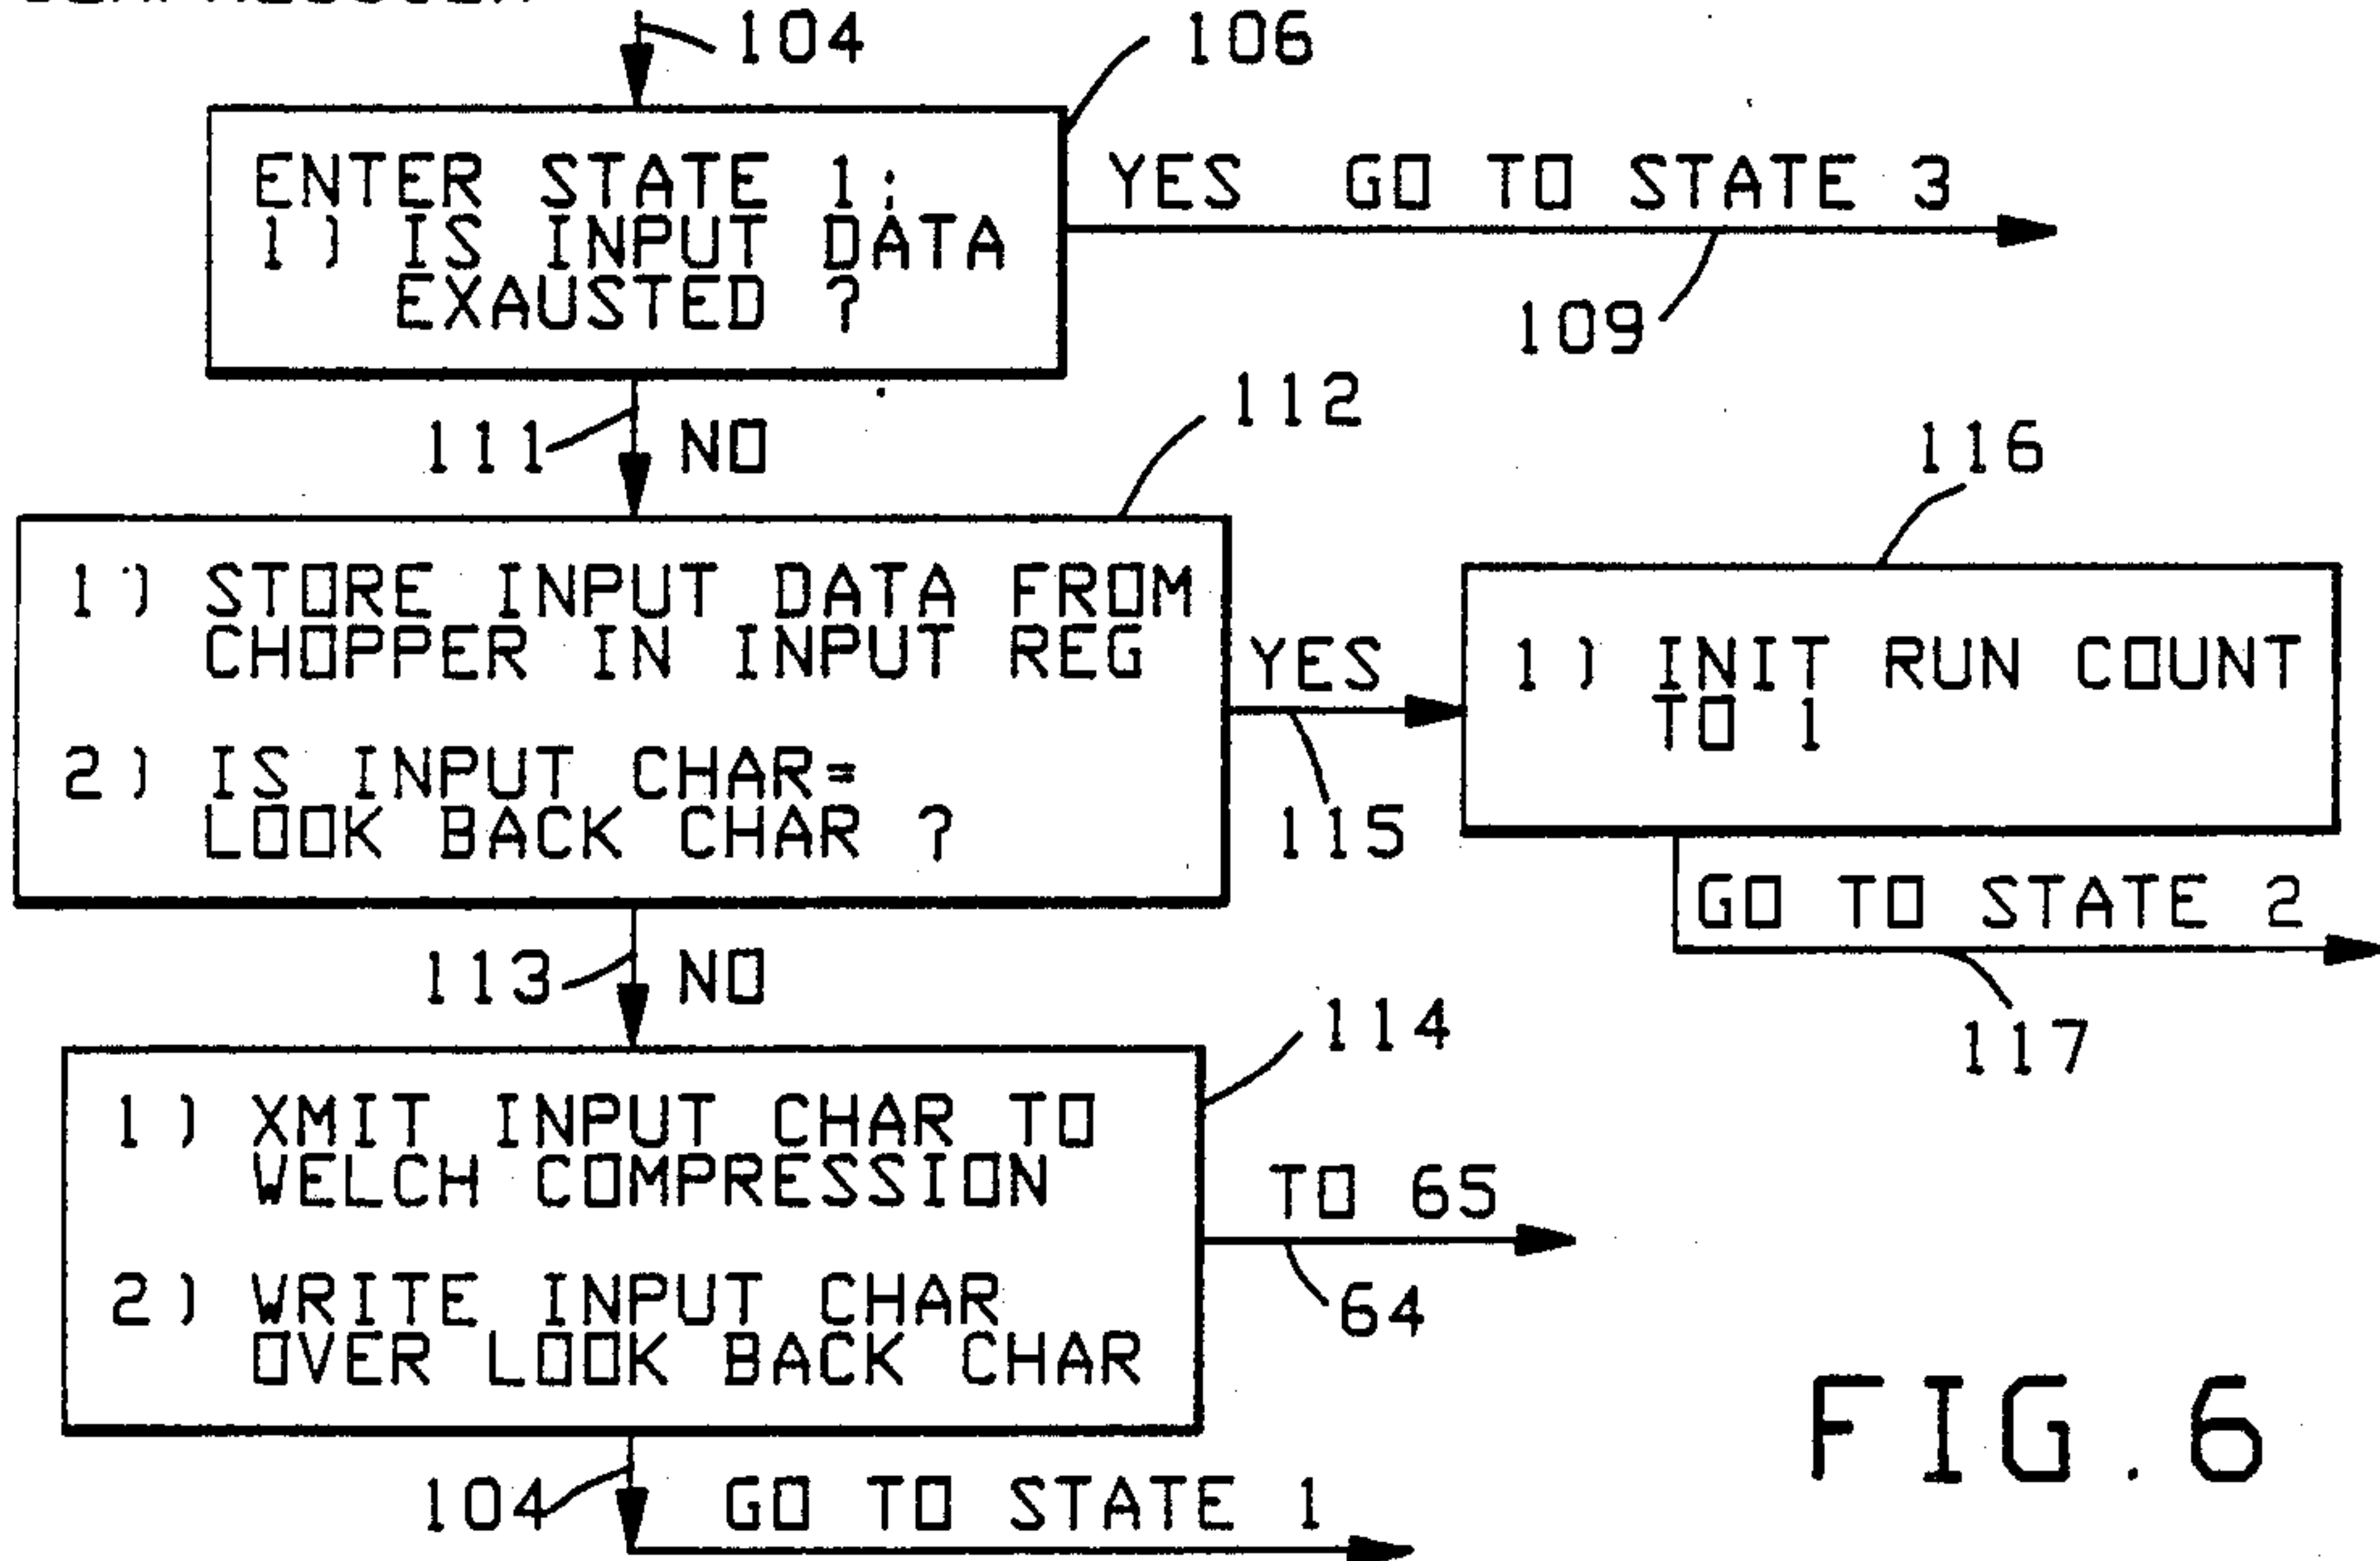 104
106
ENTER STATE 1;
1) IS INPUT DATA
EXAUSTED ?
YES GO TO STATE 3
109
111
NO
112
1) STORE INPUT DATA FROM
CHOPPER IN INPUT REG
2) IS INPUT CHAR=
LOOK BACK CHAR ?
YES
115
116
1) INIT RUN COUNT
TO 1
GO TO STATE 2
117
113
NO
114
1) XMIT INPUT CHAR TO
WELCH COMPRESSION
2) WRITE INPUT CHAR
OVER LOOK BACK CHAR
TO 65
64
104
GO TO STATE 1
FIG.6